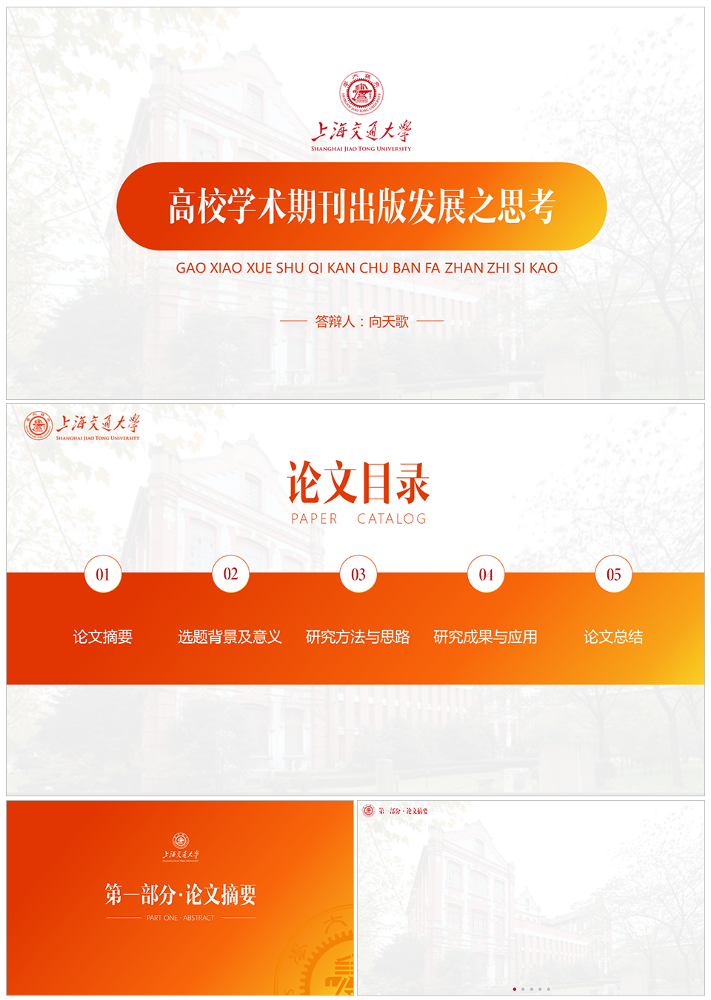 上海交通大學
SHANGHAI JIAO TONG UNIVERSITY
高校学术期刊出版发展之思考
GAO XIAO XUE SHU QI KAN CHU BAN FA ZHAN ZHI SI KAO
答辩人：向天歌
上海交通大學
SHANGHAI JIAO TONG UNIVERSITY
论文目录
PAPER CATALOG
01
02
03
04
05
论文摘要
选题背景及意义
研究方法与思路
研究成果与应用
论文总结
上海交通大學
SHANGHAI JIAO TONG UNIVERSITY
第一部分·论文摘要
PART ONE · ABSTRACT
第一部分·论文摘要